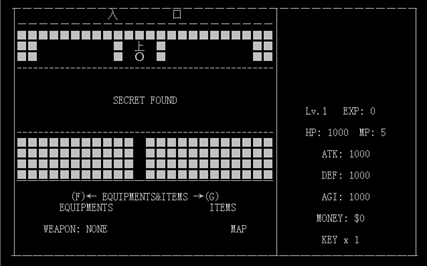 入 口
上
SECRET FOUND
(F)← EQUIPMENTS&ITEMS →(G)
EQUIPMENTS ITEMS
WEAPON: NONE MAP
Lv.1 EXP: 0
HP: 1000 MP: 5
ATK: 1000
DEF: 1000
AGI: 1000
MONEY: $0
KEY x 1